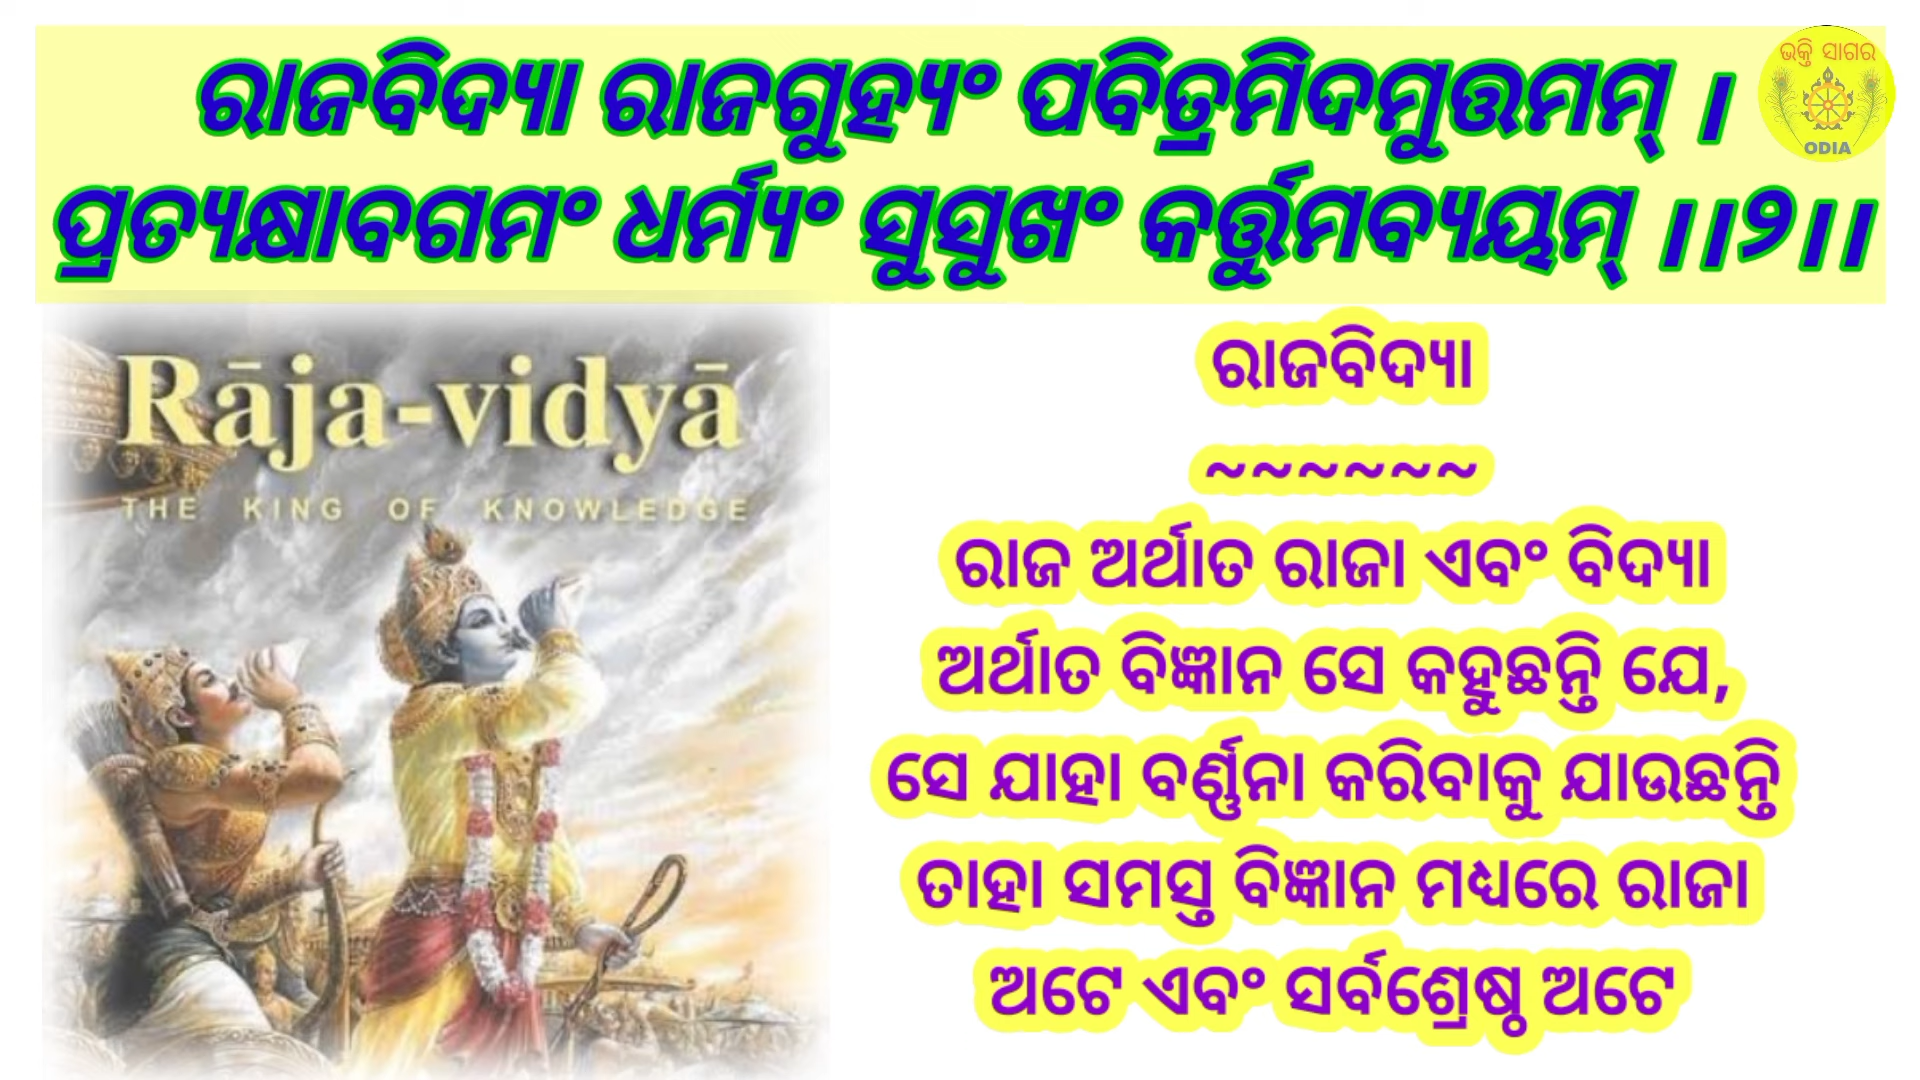 ରାଜବିଦ୍ୟା ରାଜଗୁହ୍ୟଂ ପବିତ୍ରମିଦମୁତ୍ତମମ୍ ।
ପ୍ରତ୍ୟକ୍ଷାବଗମଂ ଧର୍ମ୍ୟଂ ସୁସୁଖଂ କର୍ତ୍ତୁମବ୍ୟୟମ୍ ।।୨।।
ଭକ୍ତି ସାଗର
ODIA
Rāja-vidyā
THE KING OF KNOWLEDGE
ରାଜବିଦ୍ୟା
~~~~~~
ରାଜ ଅର୍ଥାତ ରାଜା ଏବଂ ବିଦ୍ୟା
ଅର୍ଥାତ ବିଜ୍ଞାନ ସେ କହୁଛନ୍ତି ଯେ,
ସେ ଯାହା ବର୍ଣ୍ଣନା କରିବାକୁ ଯାଉଛନ୍ତି
ତାହା ସମସ୍ତ ବିଜ୍ଞାନ ମଧ୍ୟରେ ରାଜା
ଅଟେ ଏବଂ ସର୍ବଶ୍ରେଷ୍ଠ ଅଟେ